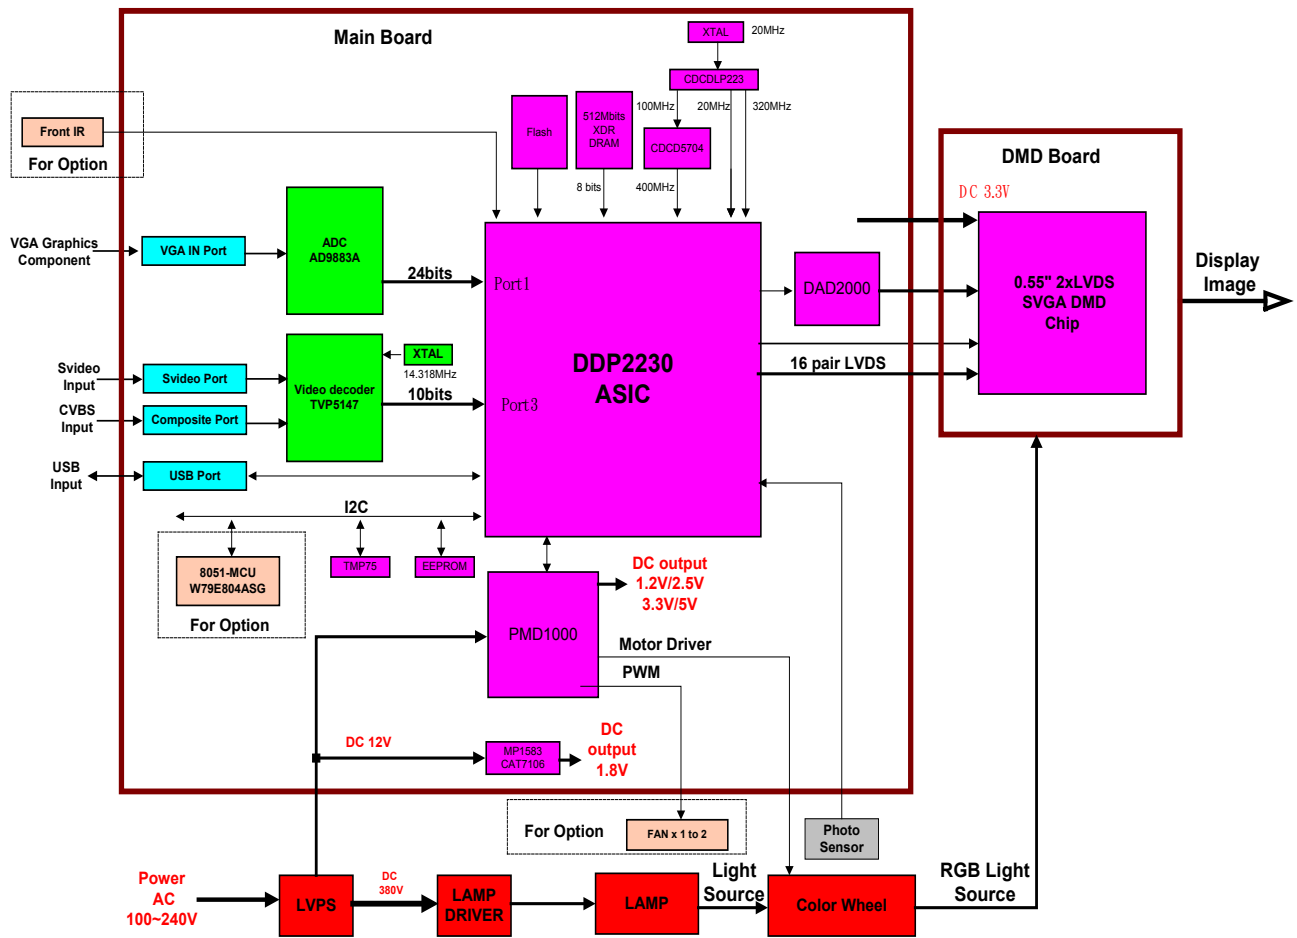 Main Board
XTAL
20MHz
CDCDLP223
100MHz
20MHz
320MHz
Front IR
For Option
Flash
512Mbits
XDR
DRAM
CDCD5704
8 bits
400MHz
DMD Board
DC 3.3V
VGA Graphics
Component
VGA IN Port
ADC
AD9883A
24bits
Port1
DAD2000
0.55" 2xLVDS
SVGA DMD
Chip
Display
Image
DDP2230
ASIC
16 pair LVDS
Svideo
Input
Svideo Port
Video decoder
TVP5147
XTAL
14.318MHz
10bits
Port3
CVBS
Input
Composite Port
USB
Input
USB Port
I2C
8051-MCU
W79E804ASG
For Option
TMP75
EEPROM
PMD1000
DC output
1.2V/2.5V
3.3V/5V
Motor Driver
PWM
DC 12V
MP1583
CAT7106
DC
output
1.8V
For Option
FAN x 1 to 2
Photo
Sensor
Power
AC
100~240V
LVPS
DC
380V
LAMP
DRIVER
LAMP
Light
Source
Color Wheel
RGB Light
Source